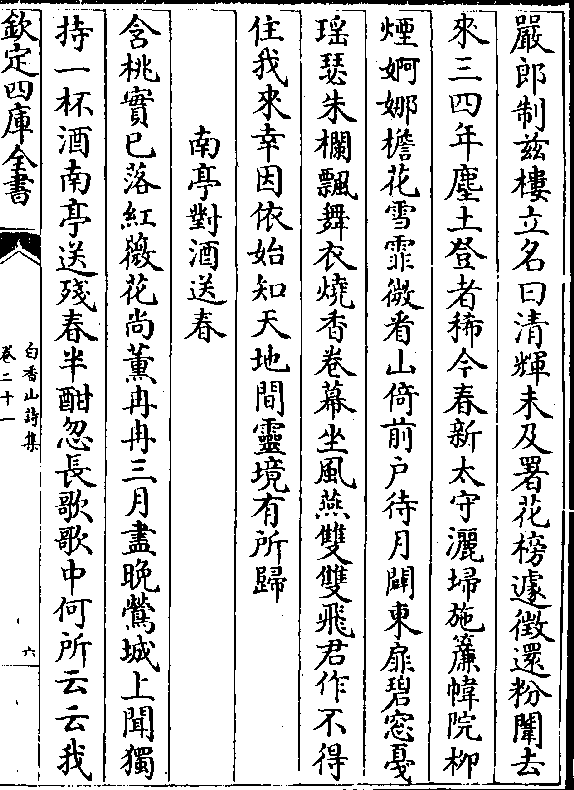 嚴郎制茲樓立名曰清輝未及署花榜遽徵還粉闈去
來三四年塵土登者稀今春新太守灑埽施簾幃院柳
煙婀娜檐花雪霏微看山倚前户待月闢東扉碧窓戛
瑶瑟朱欄飄舞衣燒香卷幕坐風燕雙雙飛君作不得
住我來幸因依始知天地間靈境有所歸
南亭對酒送春
含桃實已落紅薇花尚薰冉冉三月盡晚鶯城上聞獨
持一杯酒南亭送殘春半酣忽長歌歌中何所云云我
欽定四庫全書
白香山詩集
卷二十一
六